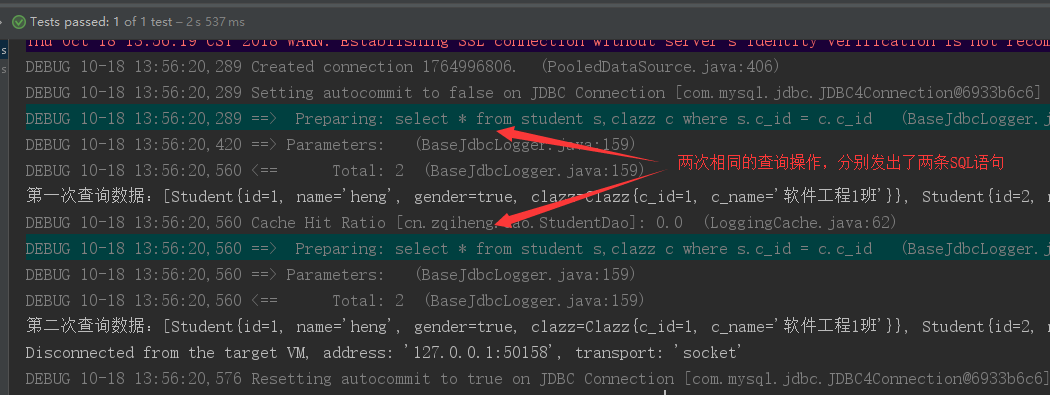 Tests passed: 1 of 1 test – 2 s 537 ms
Thu Oct 18 13:56:19 CST 2018 WARN: Establishing SSL connection without server's identity verification is not recom
DEBUG 10-18 13:56:20,289 Created connection 1764996806.  (PooledDataSource.java:406)
DEBUG 10-18 13:56:20,289 Setting autocommit to false on JDBC Connection [com.mysql.jdbc.JDBC4Connection@6933b6c6]
DEBUG 10-18 13:56:20,289 ==>  Preparing: select * from student s,clazz c where s.c_id = c.c_id   (BaseJdbcLogger.j
DEBUG 10-18 13:56:20,420 ==> Parameters:   (BaseJdbcLogger.java:159)
两次相同的查询操作，分别发出了两条SQL语句
DEBUG 10-18 13:56:20,560 <==      Total: 2  (BaseJdbcLogger.java:159)
第一次查询数据：[Student{id=1, name='heng', gender=true, clazz=Clazz{c_id=1, c_name='软件工程1班'}}, Student{id=2, n
DEBUG 10-18 13:56:20,560 Cache Hit Ratio [cn.zqiheng.dao.StudentDao]: 0.0  (LoggingCache.java:62)
DEBUG 10-18 13:56:20,560 ==>  Preparing: select * from student s,clazz c where s.c_id = c.c_id   (BaseJdbcLogger.j
DEBUG 10-18 13:56:20,560 ==> Parameters:   (BaseJdbcLogger.java:159)
DEBUG 10-18 13:56:20,560 <==      Total: 2  (BaseJdbcLogger.java:159)
第二次查询数据：[Student{id=1, name='heng', gender=true, clazz=Clazz{c_id=1, c_name='软件工程1班'}}, Student{id=2, n
Disconnected from the target VM, address: '127.0.0.1:50158', transport: 'socket'
DEBUG 10-18 13:56:20,576 Resetting autocommit to true on JDBC Connection [com.mysql.jdbc.JDBC4Connection@6933b6c6]